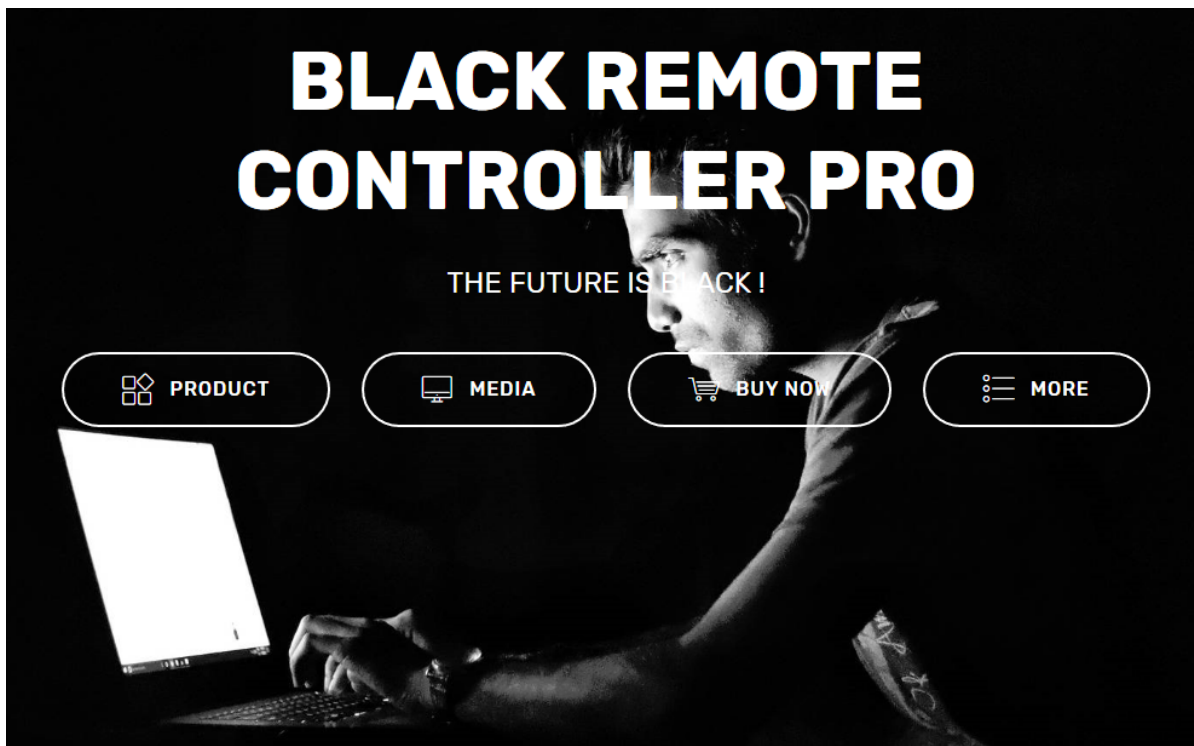 BLACK REMOTE
CONTROLLER PRO
THE FUTURE IS BLACK !
PRODUCT
MEDIA
BUY NOW
MORE